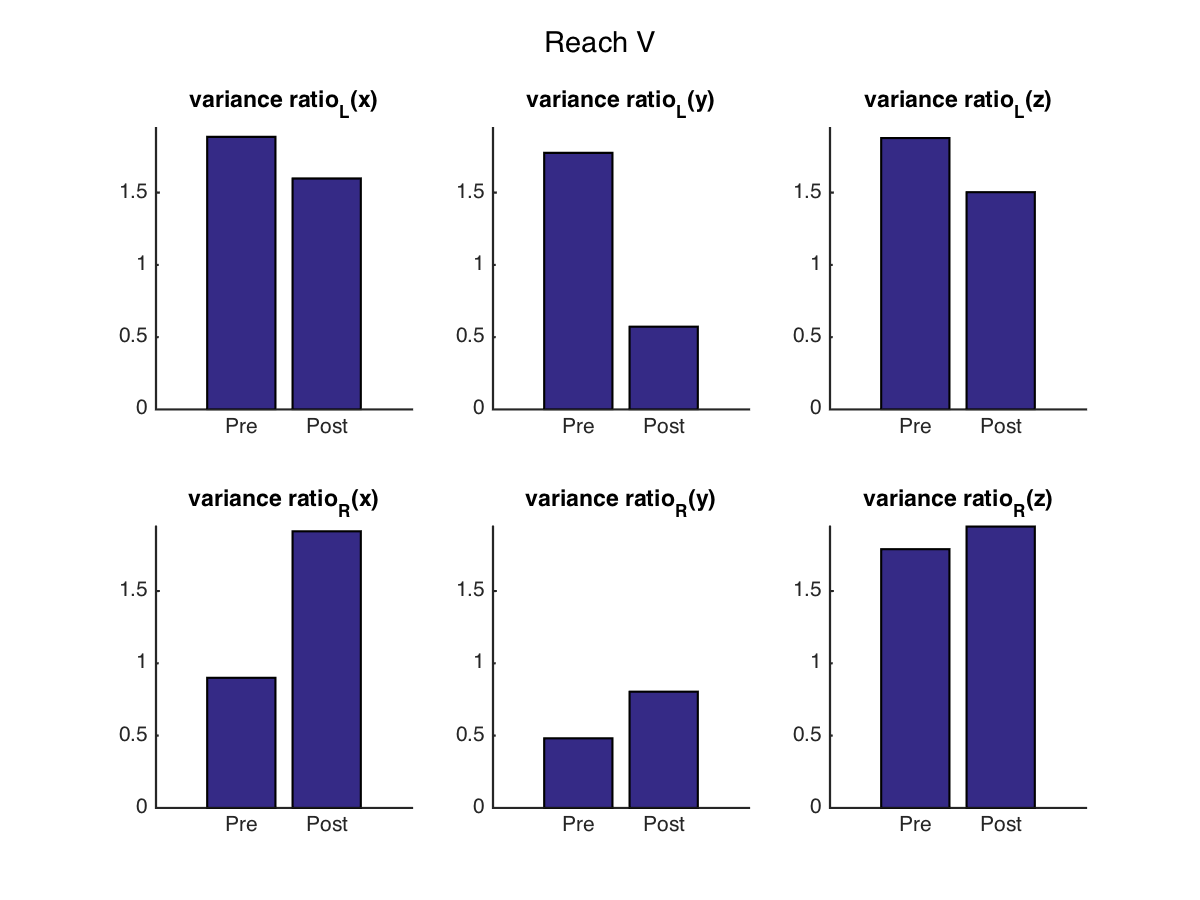 Reach V
variance ratio_L(x) variance ratio_L(y) variance ratio_L(z)
1.5 1.5 1.5
1 1 1
0.5 0.5 0.5
0 0 0
Pre Post Pre Post Pre Post
variance ratio_R(x) variance ratio_R(y) variance ratio_R(z)
1.5 1.5 1.5
1 1 1
0.5 0.5 0.5
0 0 0
Pre Post Pre Post Pre Post